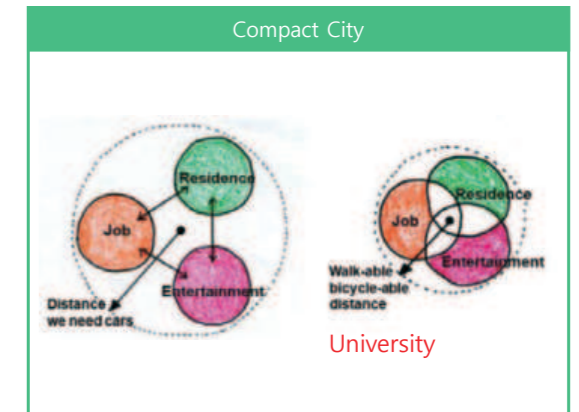 Compact City
Residence
Job
Entertainment
Distance
we need cars
Residence
Job
Entertainment
Walk-able
bicycle-able
distance
University